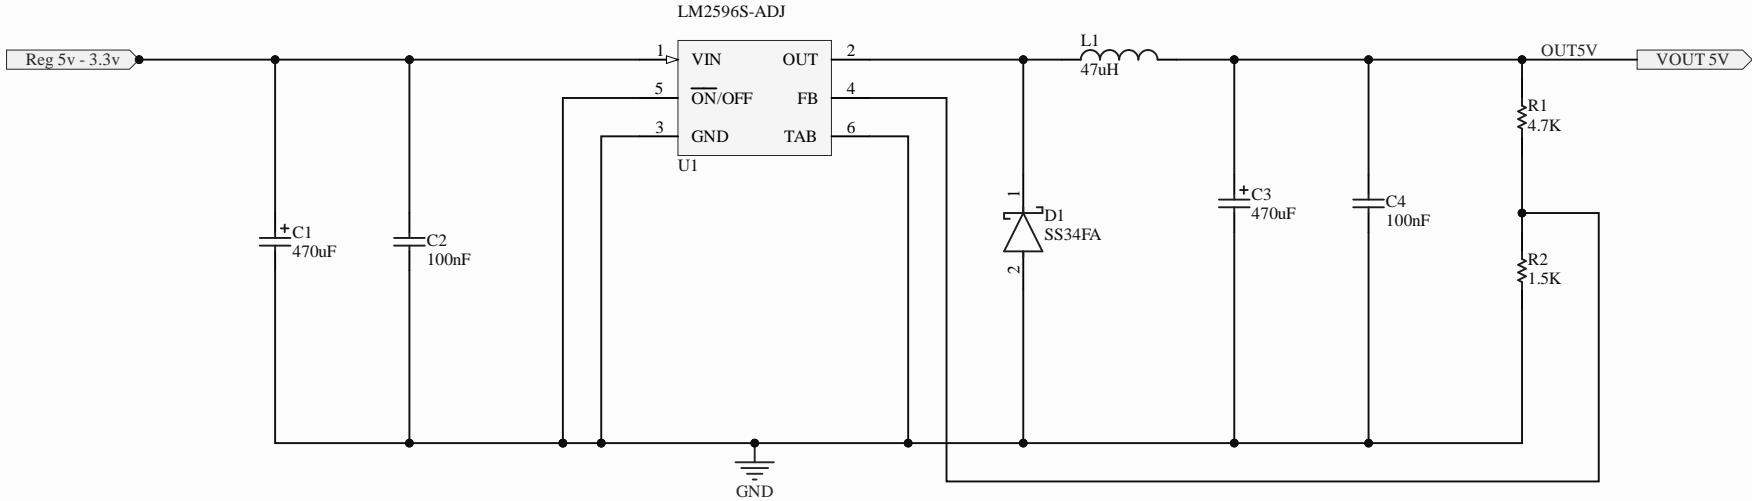 LM2596S-ADJ
Reg 5v - 3.3v
1
VIN
OUT
2
5
ON/OFF
FB
4
3
GND
TAB
6
U1
L1
47uH
OUT5V
VOUT 5V
R1
4.7K
C1
470uF
C2
100nF
1
D1
SS34FA
2
C3
470uF
C4
100nF
R2
1.5K
GND